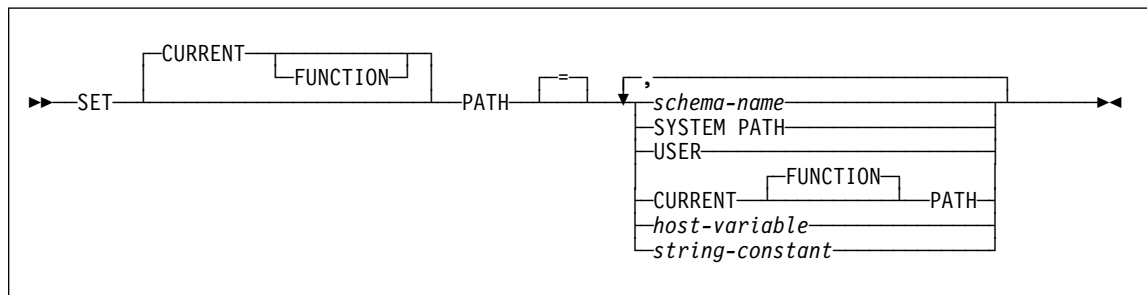 CURRENT
FUNCTION
=
,
SET PATH schema-name
SYSTEM PATH
USER
FUNCTION
CURRENT PATH
host-variable
string-constant